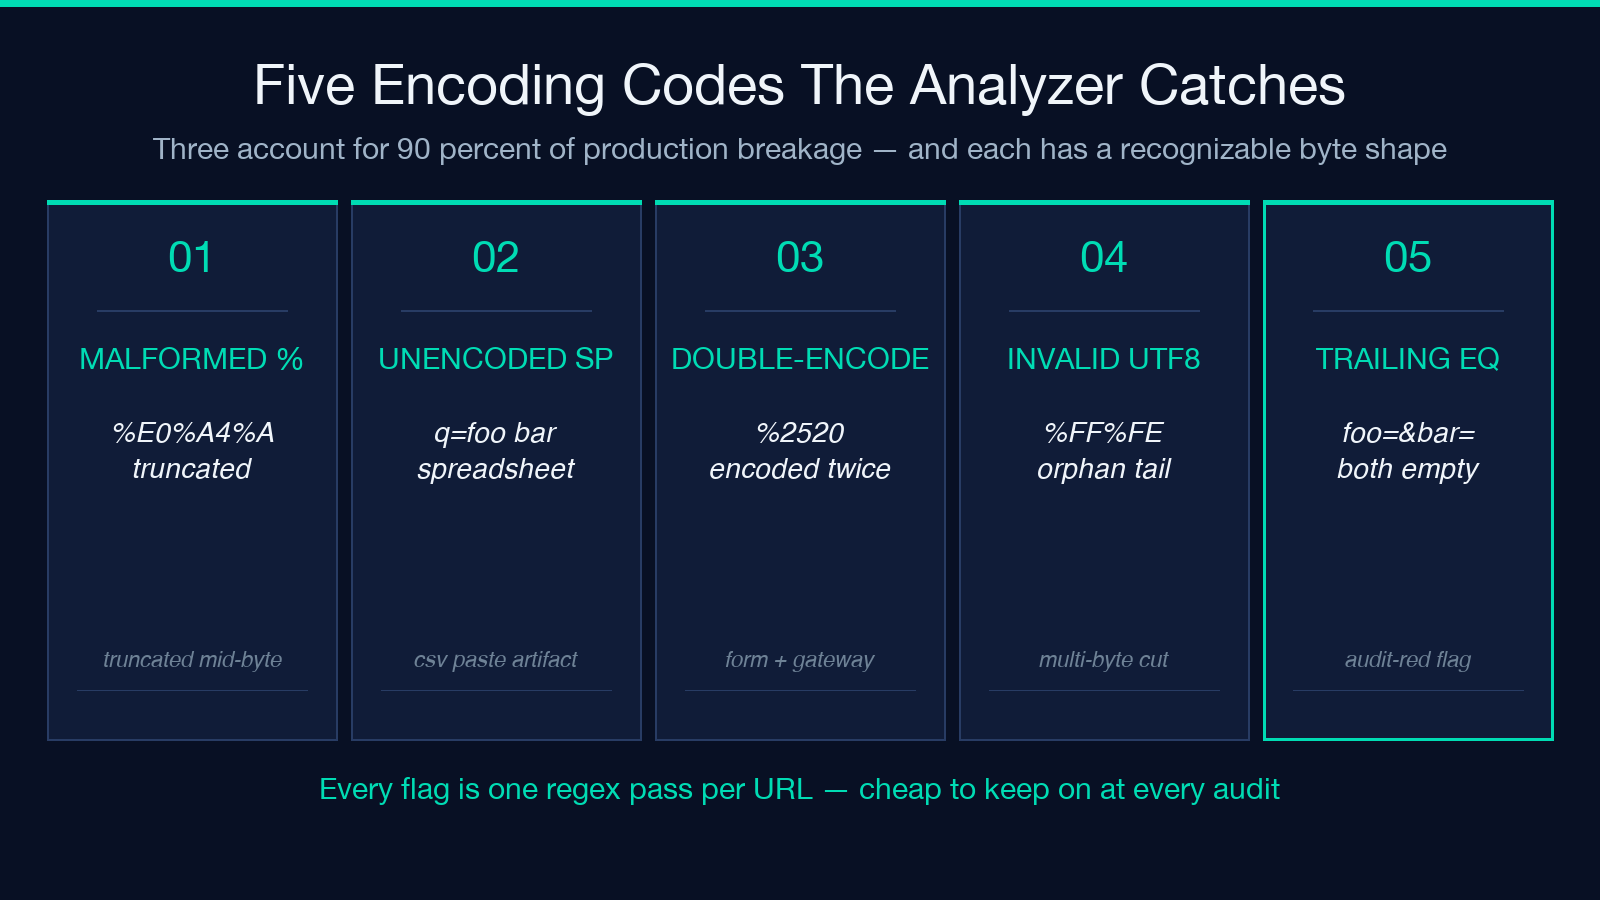 Five Encoding Codes The Analyzer Catches
Three account for 90 percent of production breakage — and each has a recognizable byte shape
01
MALFORMED %
%E0%A4%A
truncated
truncated mid-byte
02
UNENCODED SP
q=foo bar
spreadsheet
csv paste artifact
03
DOUBLE-ENCODE
%2520
encoded twice
form + gateway
04
INVALID UTF8
%FF%FE
orphan tail
multi-byte cut
05
TRAILING EQ
foo=&bar=
both empty
audit-red flag
Every flag is one regex pass per URL — cheap to keep on at every audit